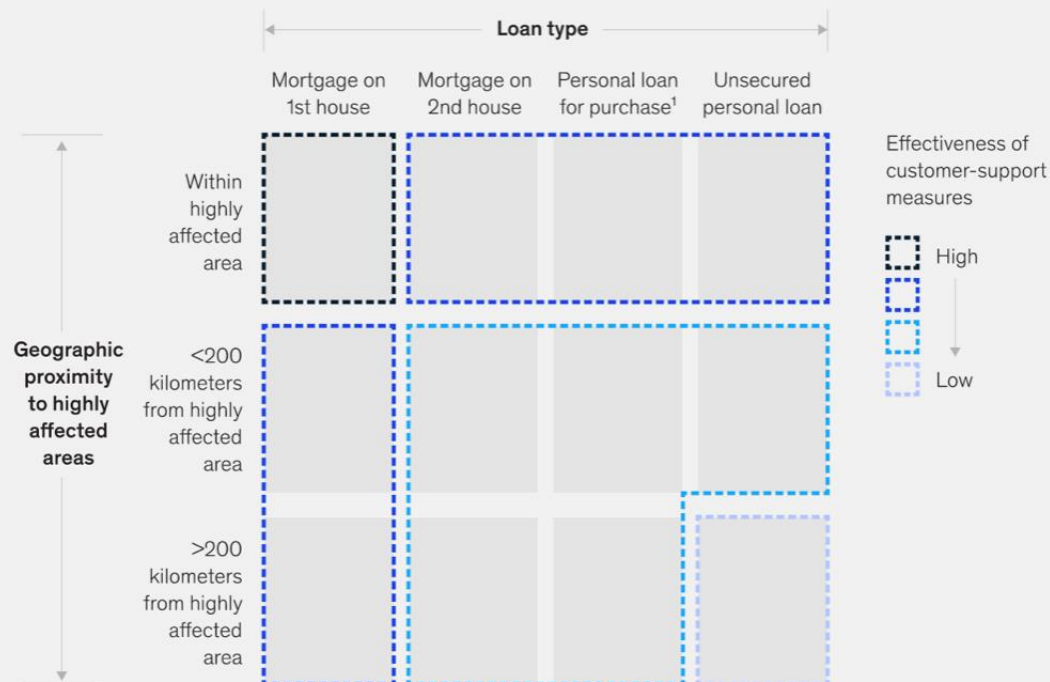 Loan type
Mortgage on
1st house
Mortgage on
2nd house
Personal loan
for purchase¹
Unsecured
personal loan
Geographic
proximity
to highly
affected
areas
Within
highly
affected
area
<200
kilometers
from highly
affected
area
>200
kilometers
from highly
affected
area
Effectiveness of
customer-support
measures
High
Low